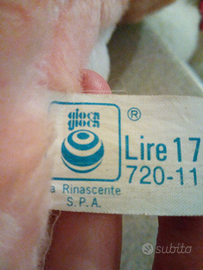 gioca
gioca
®
Lire 17
720-11
a Rinascente
S.P.A.
subito